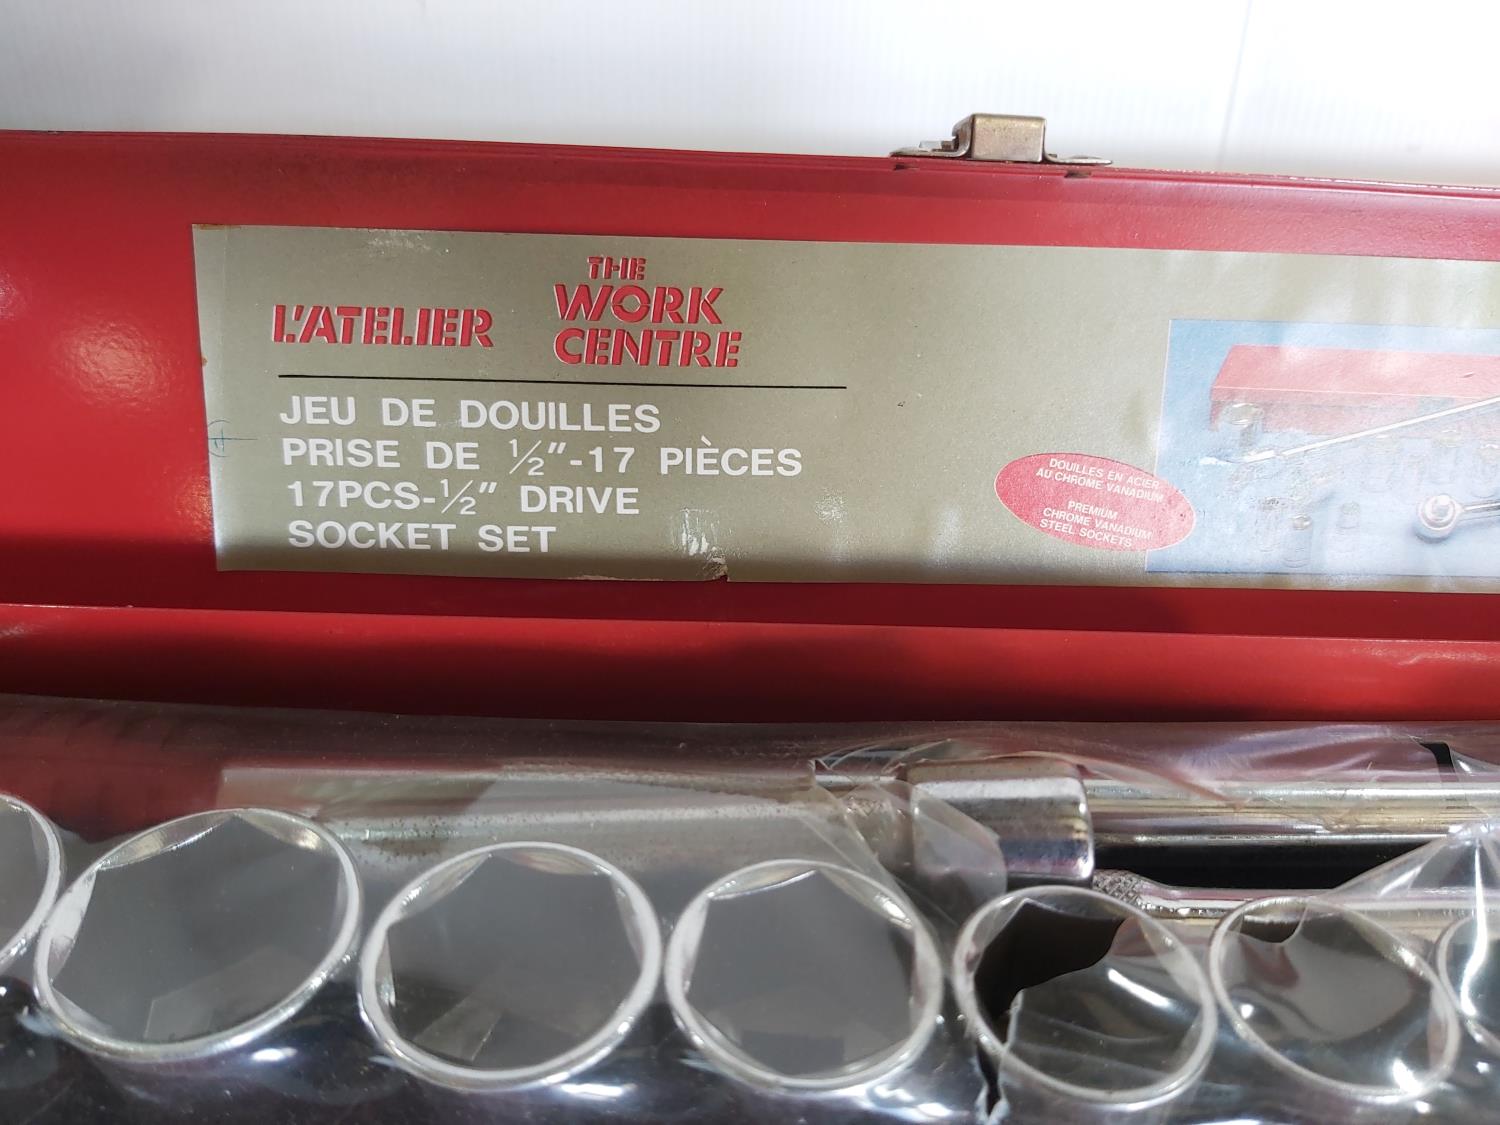 L'ATELIER
THE
WORK
CENTRE
JEU DE DOUILLES
PRISE DE ½"-17 PIÈCES
17PCS-½" DRIVE
SOCKET SET
DOUILLES EN ACIER
AU CHROME VANADIUM
PREMIUM
CHROME VANADIUM
STEEL SOCKETS